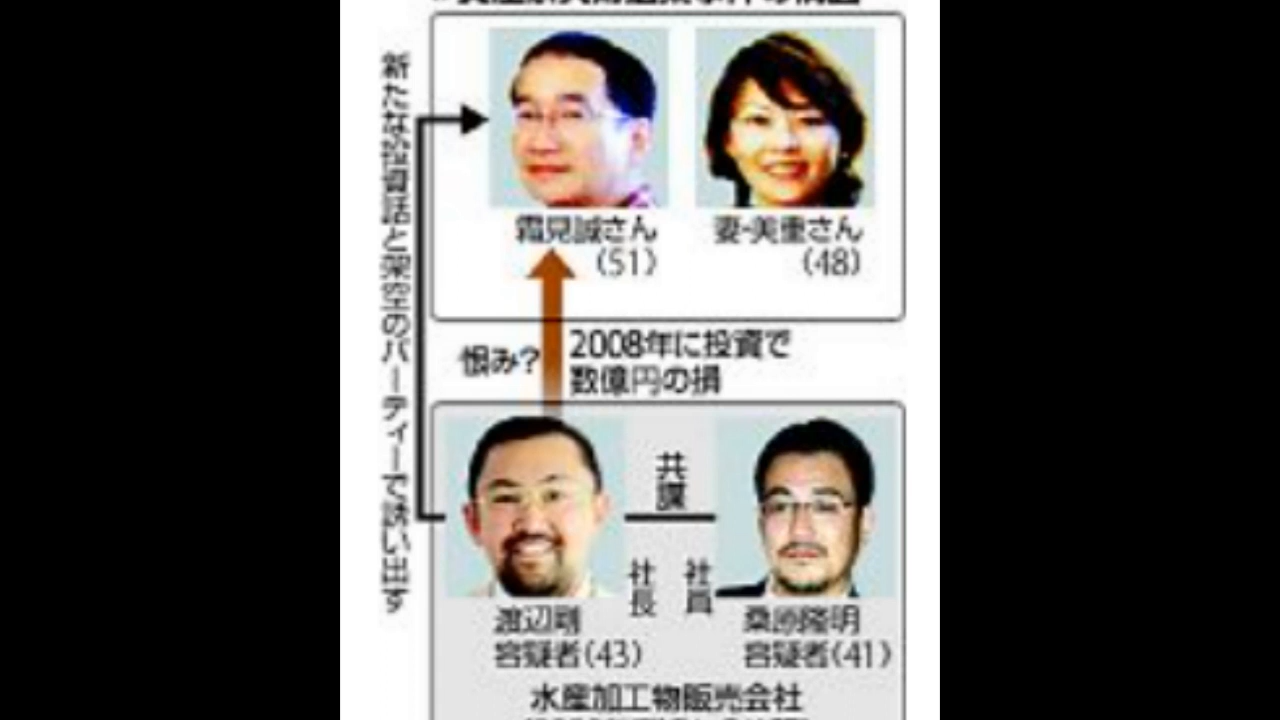 新たな投資話と架空のパーティーで誘い出す
霜見誠さん
(51)
妻・美重さん
(48)
恨み?
2008年に投資で
数億円の損
共謀
社長
社員
渡辺剛
容疑者(43)
桑原隆明
容疑者(41)
水産加工物販売会社